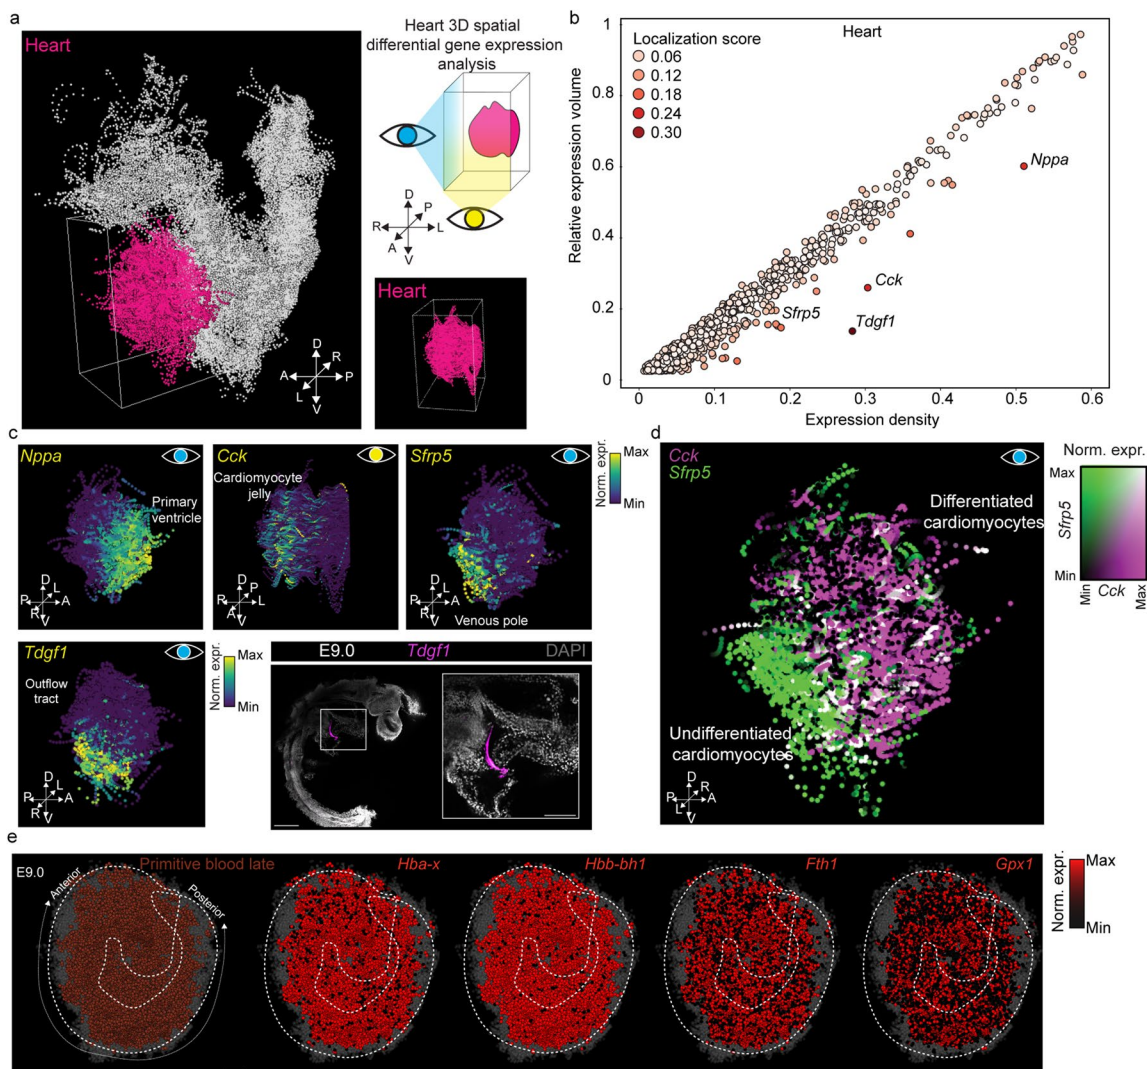 a
Heart
Heart 3D spatial
differential gene expression
analysis
D
P
R
L
A
V
Heart
D
R
A
P
L
V
b
Heart
Localization score
0.06
0.12
0.18
0.24
0.30
Relative expression volume
1
0.8
0.6
0.4
0.2
0
Nppa
Cck
Sfrp5
Tdgf1
0
0.1
0.2
0.3
0.4
0.5
0.6
Expression density
c
Nppa
Primary
ventricle
D
L
P
A
R
V
Cck
Cardiomyocyte
jelly
D
P
R
L
A
V
Sfrp5
Venous pole
D
L
P
A
R
V
Norm. expr.
Max
Min
Tdgf1
Outflow
tract
D
L
P
A
R
V
Norm. expr.
Max
Min
E9.0
Tdgf1
DAPI
d
Cck
Sfrp5
Differentiated
cardiomyocytes
Undifferentiated
cardiomyocytes
D
R
P
A
L
V
Norm. expr.
Max
Sfrp5
Min
Min
Cck
Max
e
E9.0
Anterior
Posterior
Primitive blood late
Hba-x
Hbb-bh1
Fth1
Gpx1
Norm. expr.
Max
Min